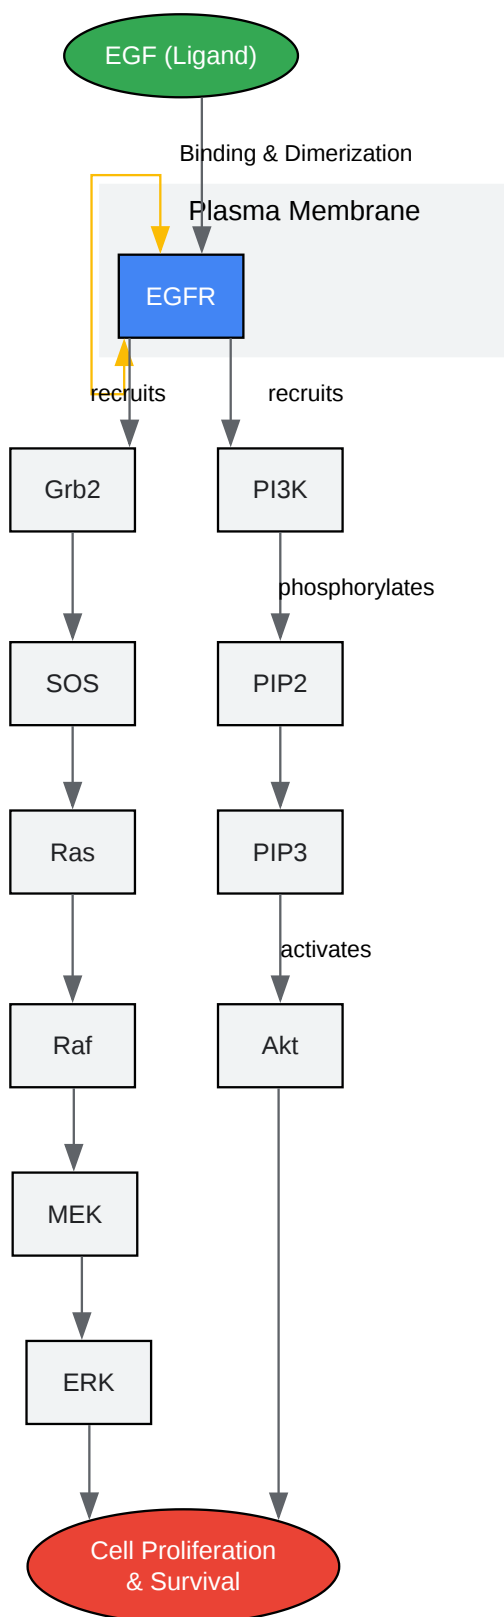 EGF (Ligand)
Binding & Dimerization
Plasma Membrane
EGFR
recruits
recruits
Grb2
PI3K
phosphorylates
SOS
PIP2
Ras
PIP3
activates
Raf
Akt
MEK
ERK
Cell Proliferation
& Survival